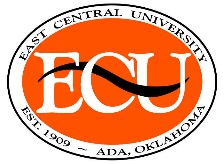 EAST CENTRAL UNIVERSITY
ECU
EST. 1909 ~ ADA, OKLAHOMA